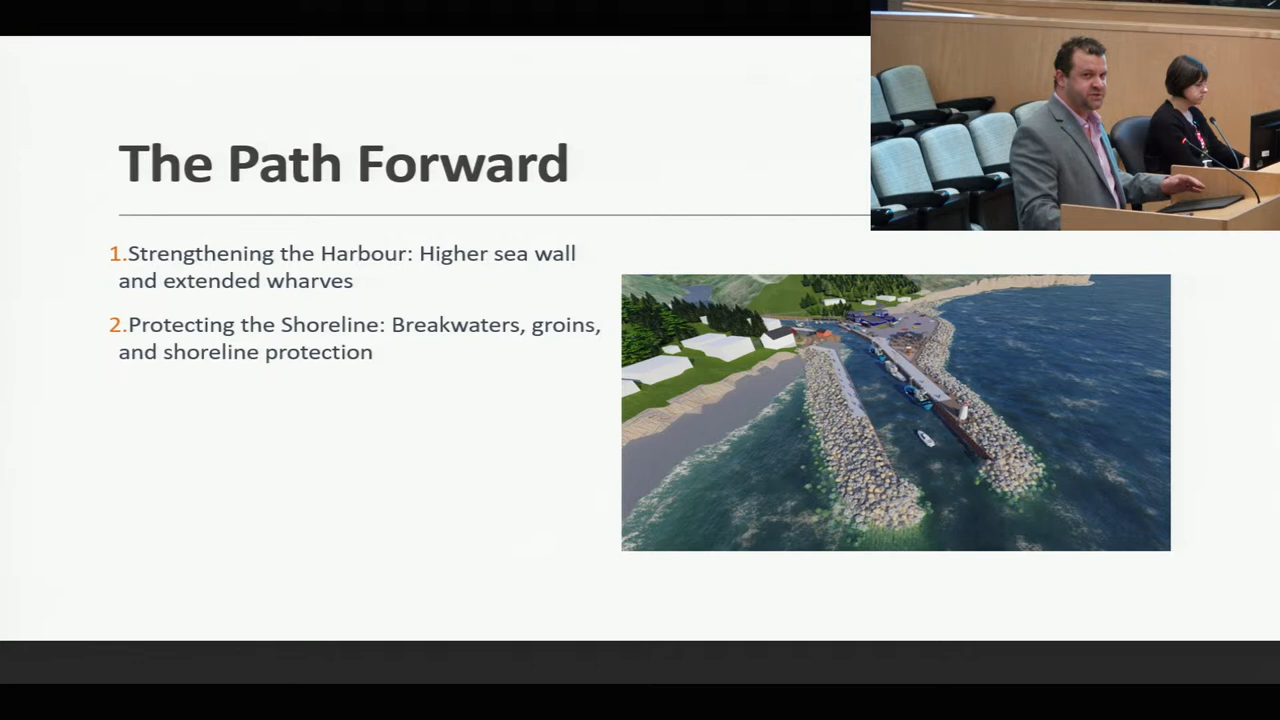 The Path Forward
1.Strengthening the Harbour: Higher sea wall
and extended wharves
2.Protecting the Shoreline: Breakwaters, groins,
and shoreline protection